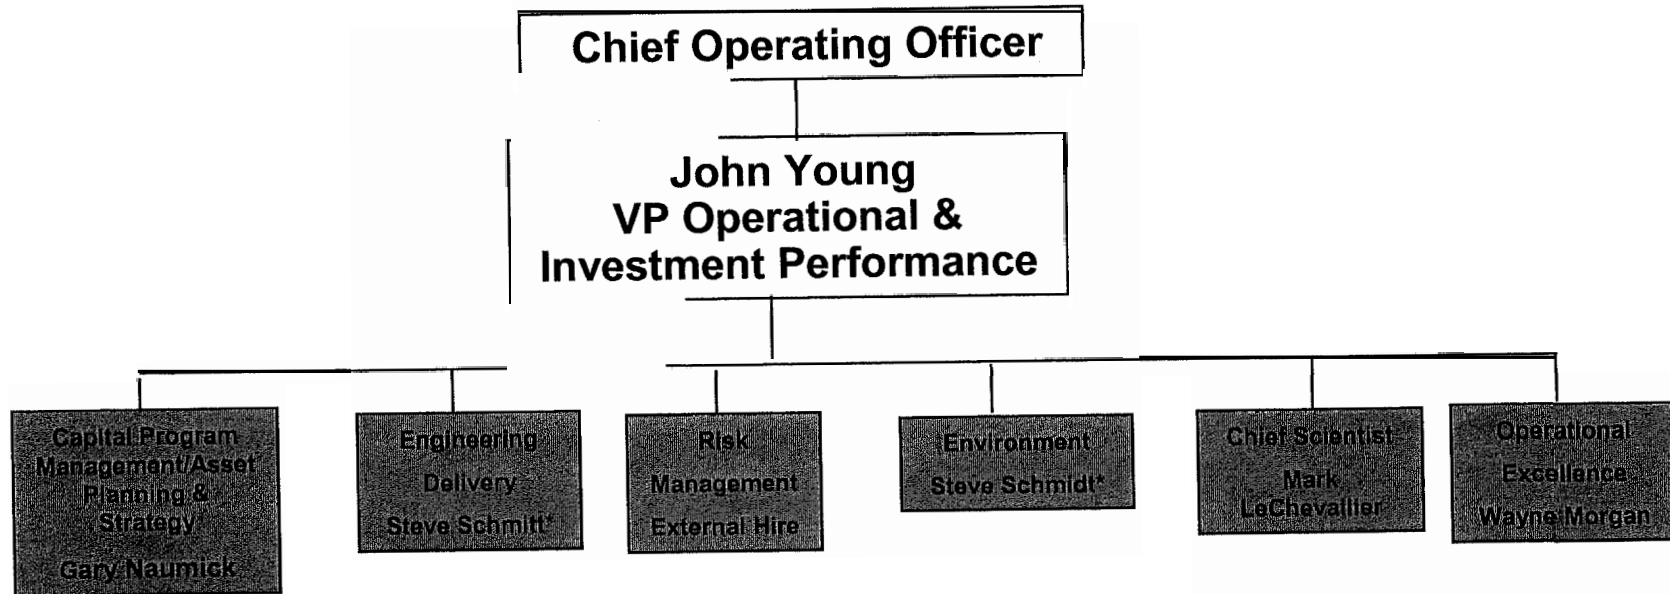 Chief Operating Officer
John Young
VP Operational &
Investment Performance
Capital Program
Management/Asset
Planning &
Strategy
Gary Naumick
Engineering
Delivery
Steve Schmitt*
Risk
Management
External Hire
Environment
Steve Schmidt*
Chief Scientist
Mark
LeChevallier
Operational
Excellence
Wayne Morgan